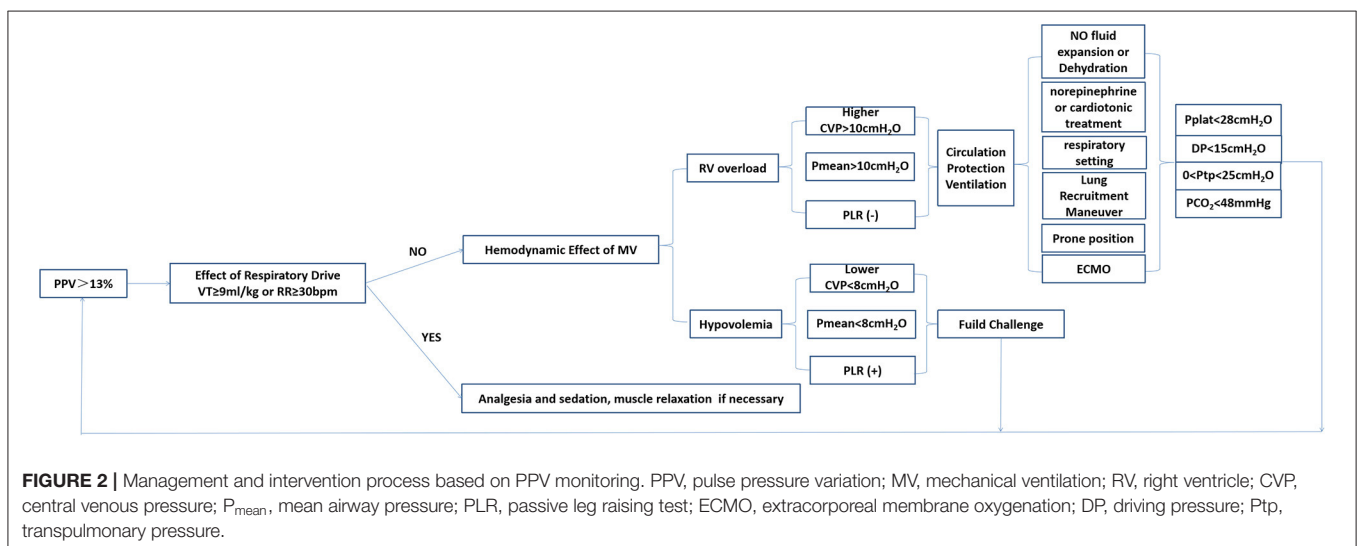 PPV>13%
Effect of Respiratory Drive
VT≥9ml/kg or RR≥30bpm
NO
YES
Hemodynamic Effect of MV
Analgesia and sedation, muscle relaxation if necessary
RV overload
Hypovolemia
Higher
CVP>10cmH₂O
Pmean>10cmH₂O
PLR (-)
Lower
CVP<8cmH₂O
Pmean<8cmH₂O
PLR (+)
Circulation
Protection
Ventilation
Fuild Challenge
NO fluid
expansion or
Dehydration
norepinephrine
or cardiotonic
treatment
respiratory
setting
Lung
Recruitment
Maneuver
Prone position
ECMO
Pplat<28cmH₂O
DP<15cmH₂O
0<Ptp<25cmH₂O
PCO₂<48mmHg
FIGURE 2 | Management and intervention process based on PPV monitoring. PPV, pulse pressure variation; MV, mechanical ventilation; RV, right ventricle; CVP,
central venous pressure; Pmean, mean airway pressure; PLR, passive leg raising test; ECMO, extracorporeal membrane oxygenation; DP, driving pressure; Ptp,
transpulmonary pressure.